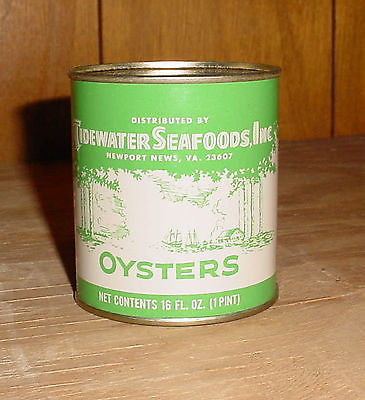 DISTRIBUTED BY
TIDEWATER SEAFOODS, INC
NEWPORT NEWS, VA. 23607
OYSTERS
NET CONTENTS 16 FL. OZ. (1 PINT)